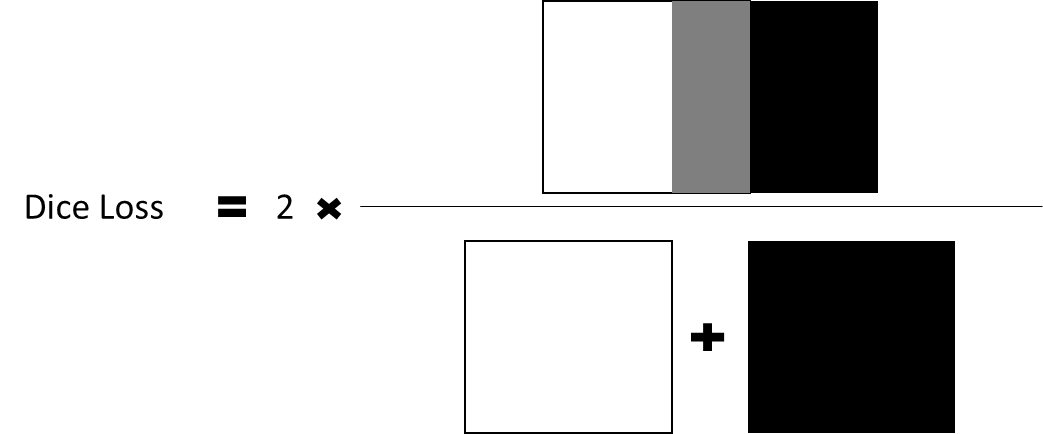 Dice Loss = 2 ×
+